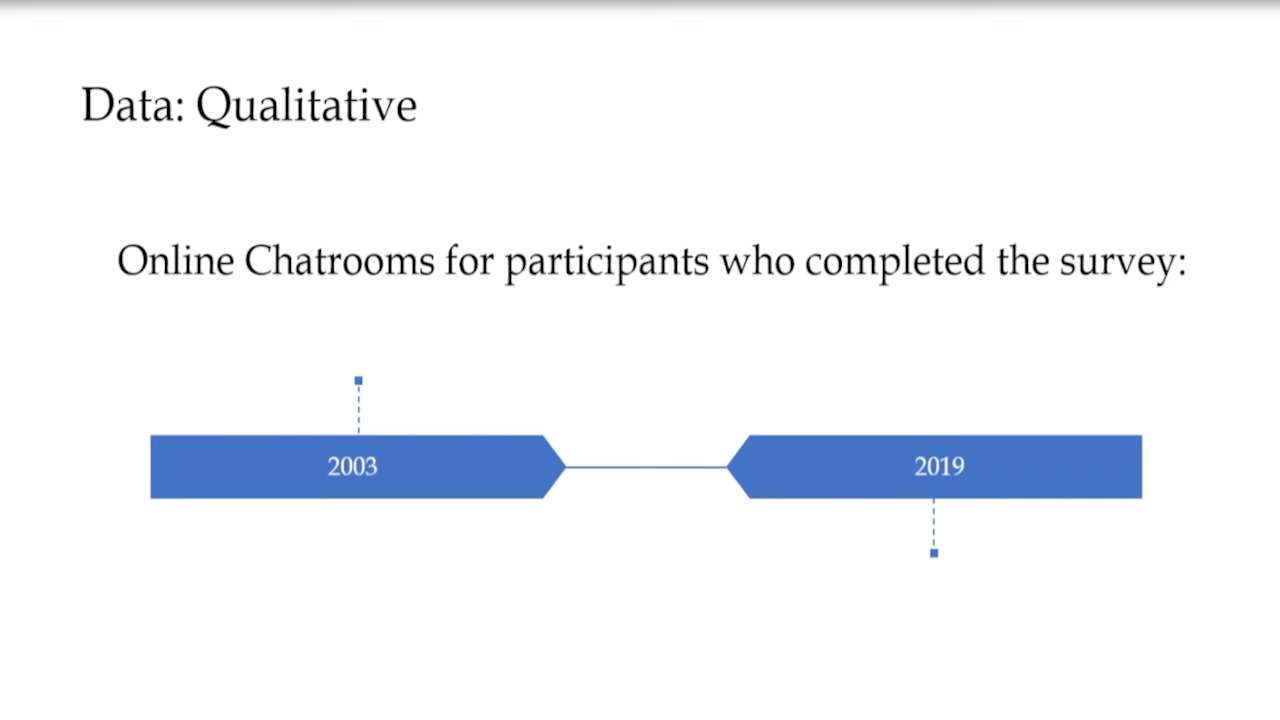 Data: Qualitative
Online Chatrooms for participants who completed the survey:
2003
2019